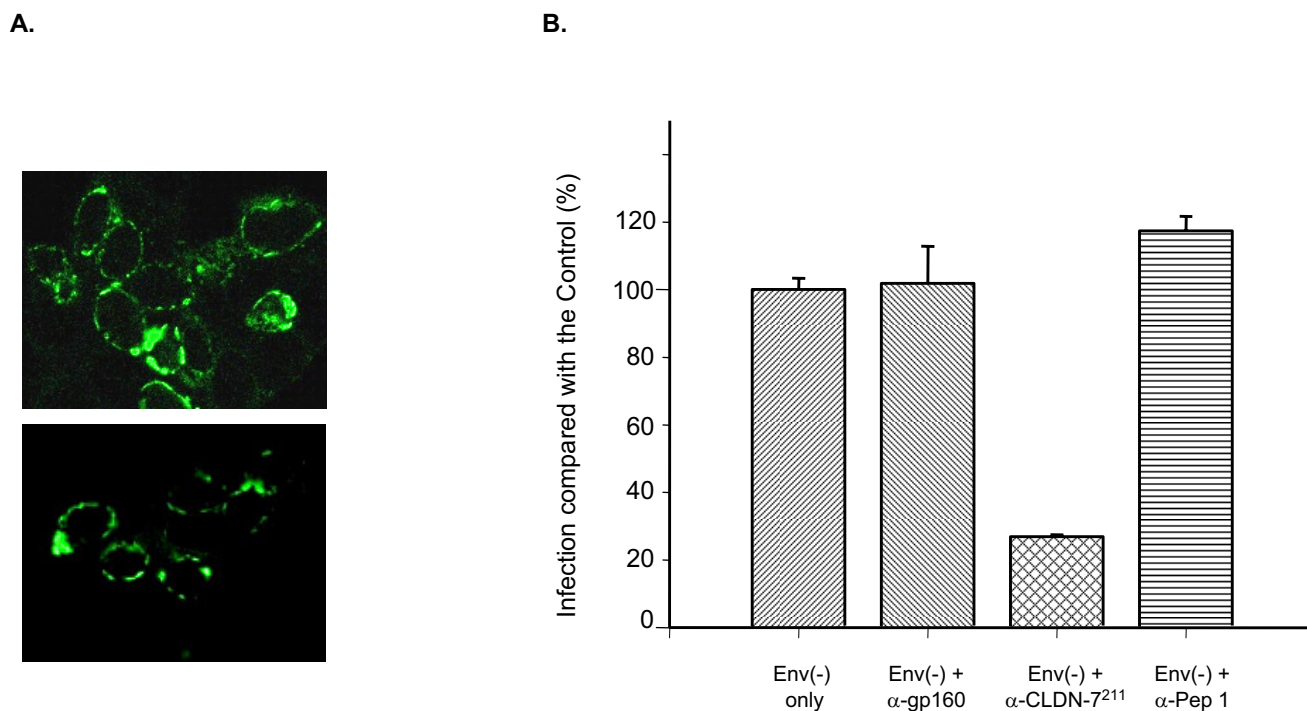 A.
B.
Infection compared with the Control (%)
120
100
80
60
40
20
0
Env(-)
only
Env(-) +
α-gp160
Env(-) +
α-CLDN-7²¹¹
Env(-) +
α-Pep 1